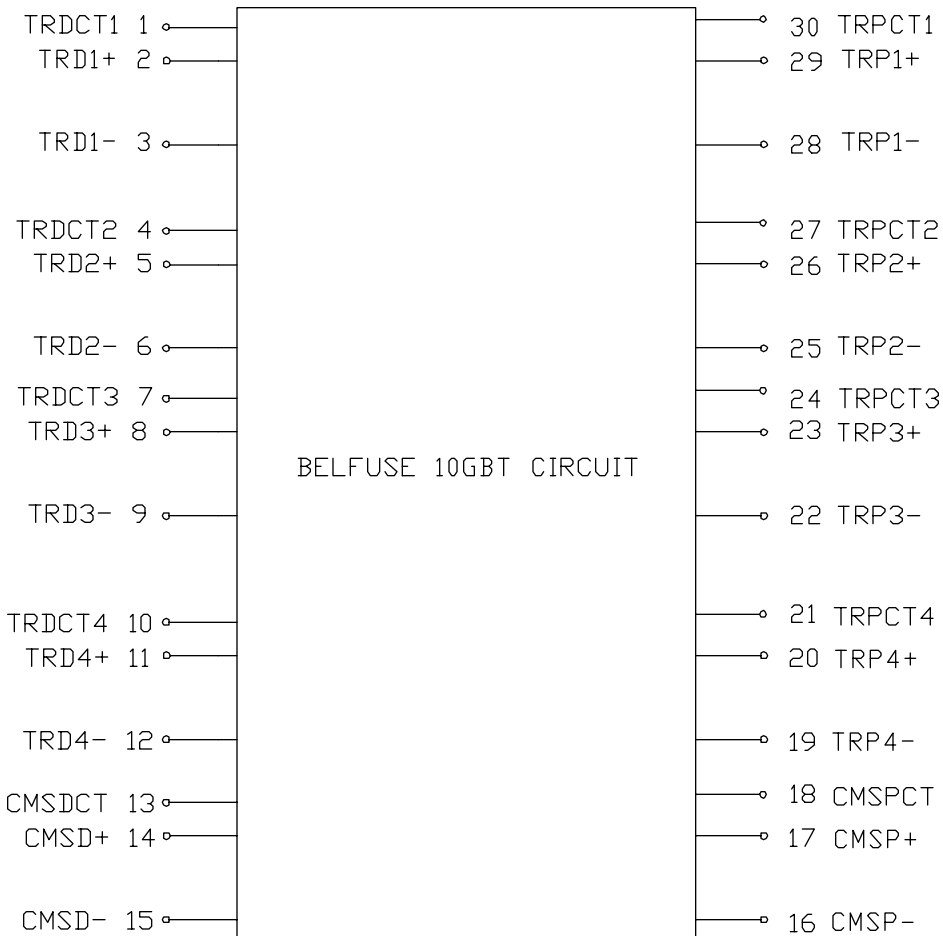 TRDCT1 1
TRD1+ 2
TRD1- 3
TRDCT2 4
TRD2+ 5
TRD2- 6
TRDCT3 7
TRD3+ 8
TRD3- 9
TRDCT4 10
TRD4+ 11
TRD4- 12
CMSDCT 13
CMSD+ 14
CMSD- 15
BELFUSE 10GBT CIRCUIT
30 TRPCT1
29 TRP1+
28 TRP1-
27 TRPCT2
26 TRP2+
25 TRP2-
24 TRPCT3
23 TRP3+
22 TRP3-
21 TRPCT4
20 TRP4+
19 TRP4-
18 CMSPCT
17 CMSP+
16 CMSP-